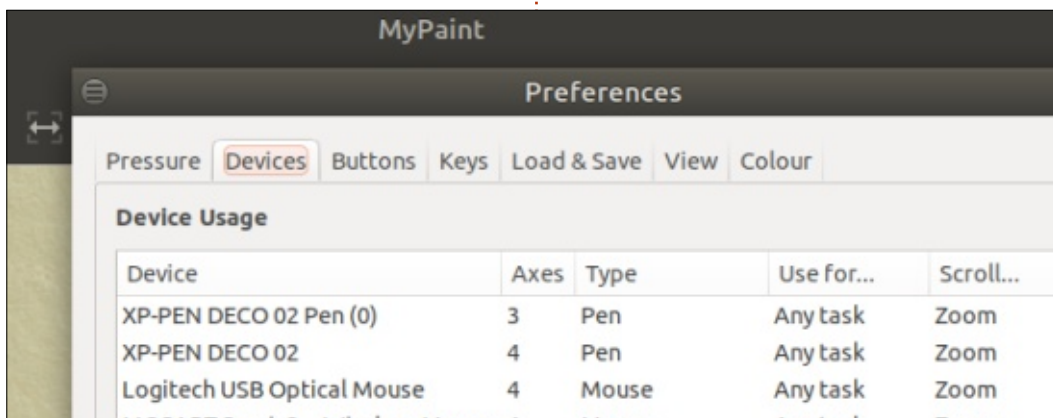 MyPaint
Preferences
Pressure Devices Buttons Keys Load & Save View Colour
Device Usage
Device Axes Type Use for... Scroll...
XP-PEN DECO 02 Pen (0) 3 Pen Any task Zoom
XP-PEN DECO 02 4 Pen Any task Zoom
Logitech USB Optical Mouse 4 Mouse Any task Zoom